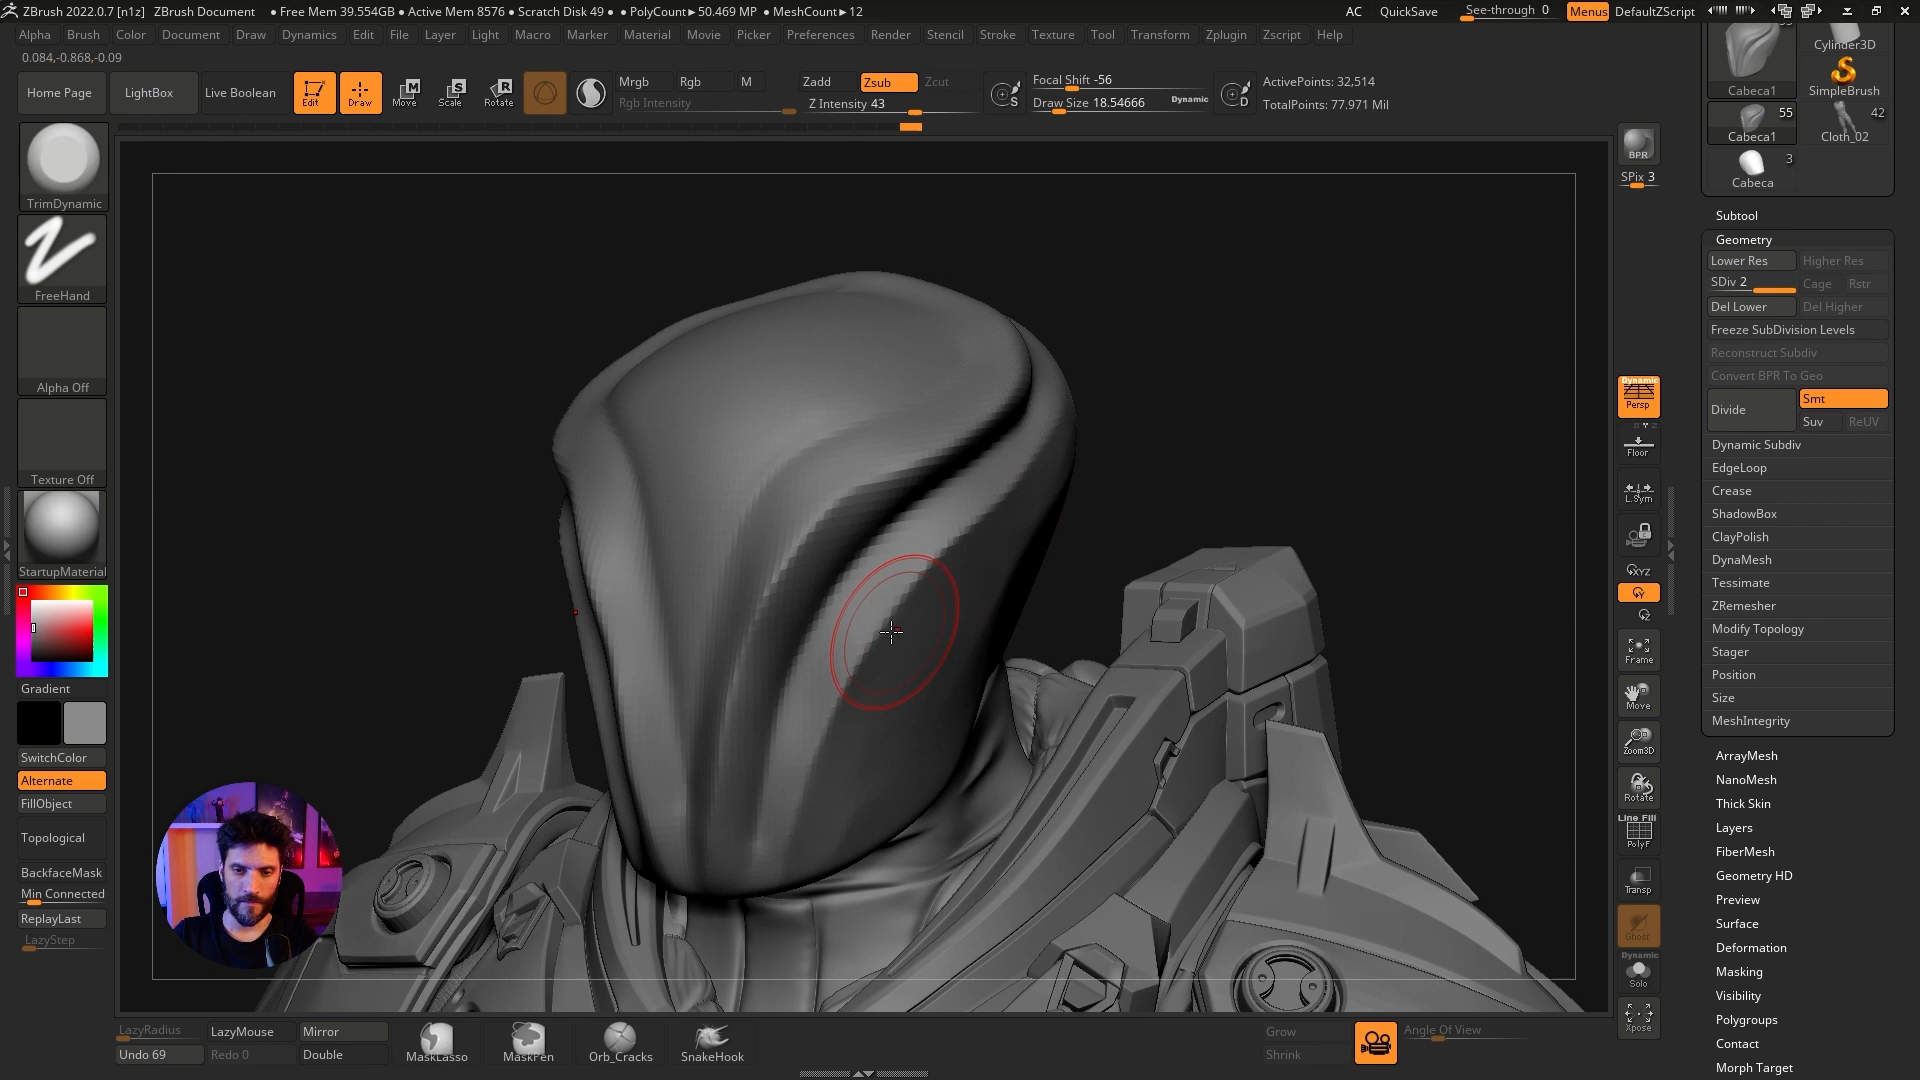 ZBrush 2022.0.7 [n1z] ZBrush Document ● Free Mem 39.554GB ● Active Mem 8576 ● Scratch Disk 49 ● ● PolyCount► 50.469 MP ● MeshCount► 12 AC QuickSave See-through 0 Menus DefaultZScript
Alpha Brush Color Document Draw Dynamics Edit File Layer Light Macro Marker Material Movie Picker Preferences Render Stencil Stroke Texture Tool Transform Zplugin Zscript Help
0.084,-0.868,-0.09
Home Page LightBox Live Boolean Edit Draw Move Scale Rotate
Mrgb Rgb M Zadd Zsub Zcut
Rgb Intensity Z Intensity 43
Focal Shift -56
Draw Size 18.54666 Dynamic
ActivePoints: 32,514
TotalPoints: 77.971 Mil
TrimDynamic
FreeHand
Alpha Off
Texture Off
StartupMaterial
Gradient
SwitchColor
Alternate
FillObject
Topological
BackfaceMask
Min Connected
ReplayLast
LazyStep
LazyRadius LazyMouse Mirror
Undo 69 Redo 0 Double
MaskLasso MaskPen Orb_Cracks SnakeHook
Grow
Shrink
Angle Of View
BPR
SPix 3
Dynamic
Persp
Floor
L.Sym
XYZ
Y
Z
Frame
Move
Zoom3D
Rotate
Line Fill
PolyF
Transp
Ghost
Dynamic
Solo
Xpose
Cylinder3D
Cabeca1 SimpleBrush
55 42
Cabeca1 Cloth_02
3
Cabeca
Subtool
Geometry
Lower Res Higher Res
SDiv 2 Cage Rstr
Del Lower Del Higher
Freeze SubDivision Levels
Reconstruct Subdiv
Convert BPR To Geo
Divide Smt
Suv ReUV
Dynamic Subdiv
EdgeLoop
Crease
ShadowBox
ClayPolish
DynaMesh
Tessimate
ZRemesher
Modify Topology
Stager
Position
Size
MeshIntegrity
ArrayMesh
NanoMesh
Thick Skin
Layers
FiberMesh
Geometry HD
Preview
Surface
Deformation
Masking
Visibility
Polygroups
Contact
Morph Target